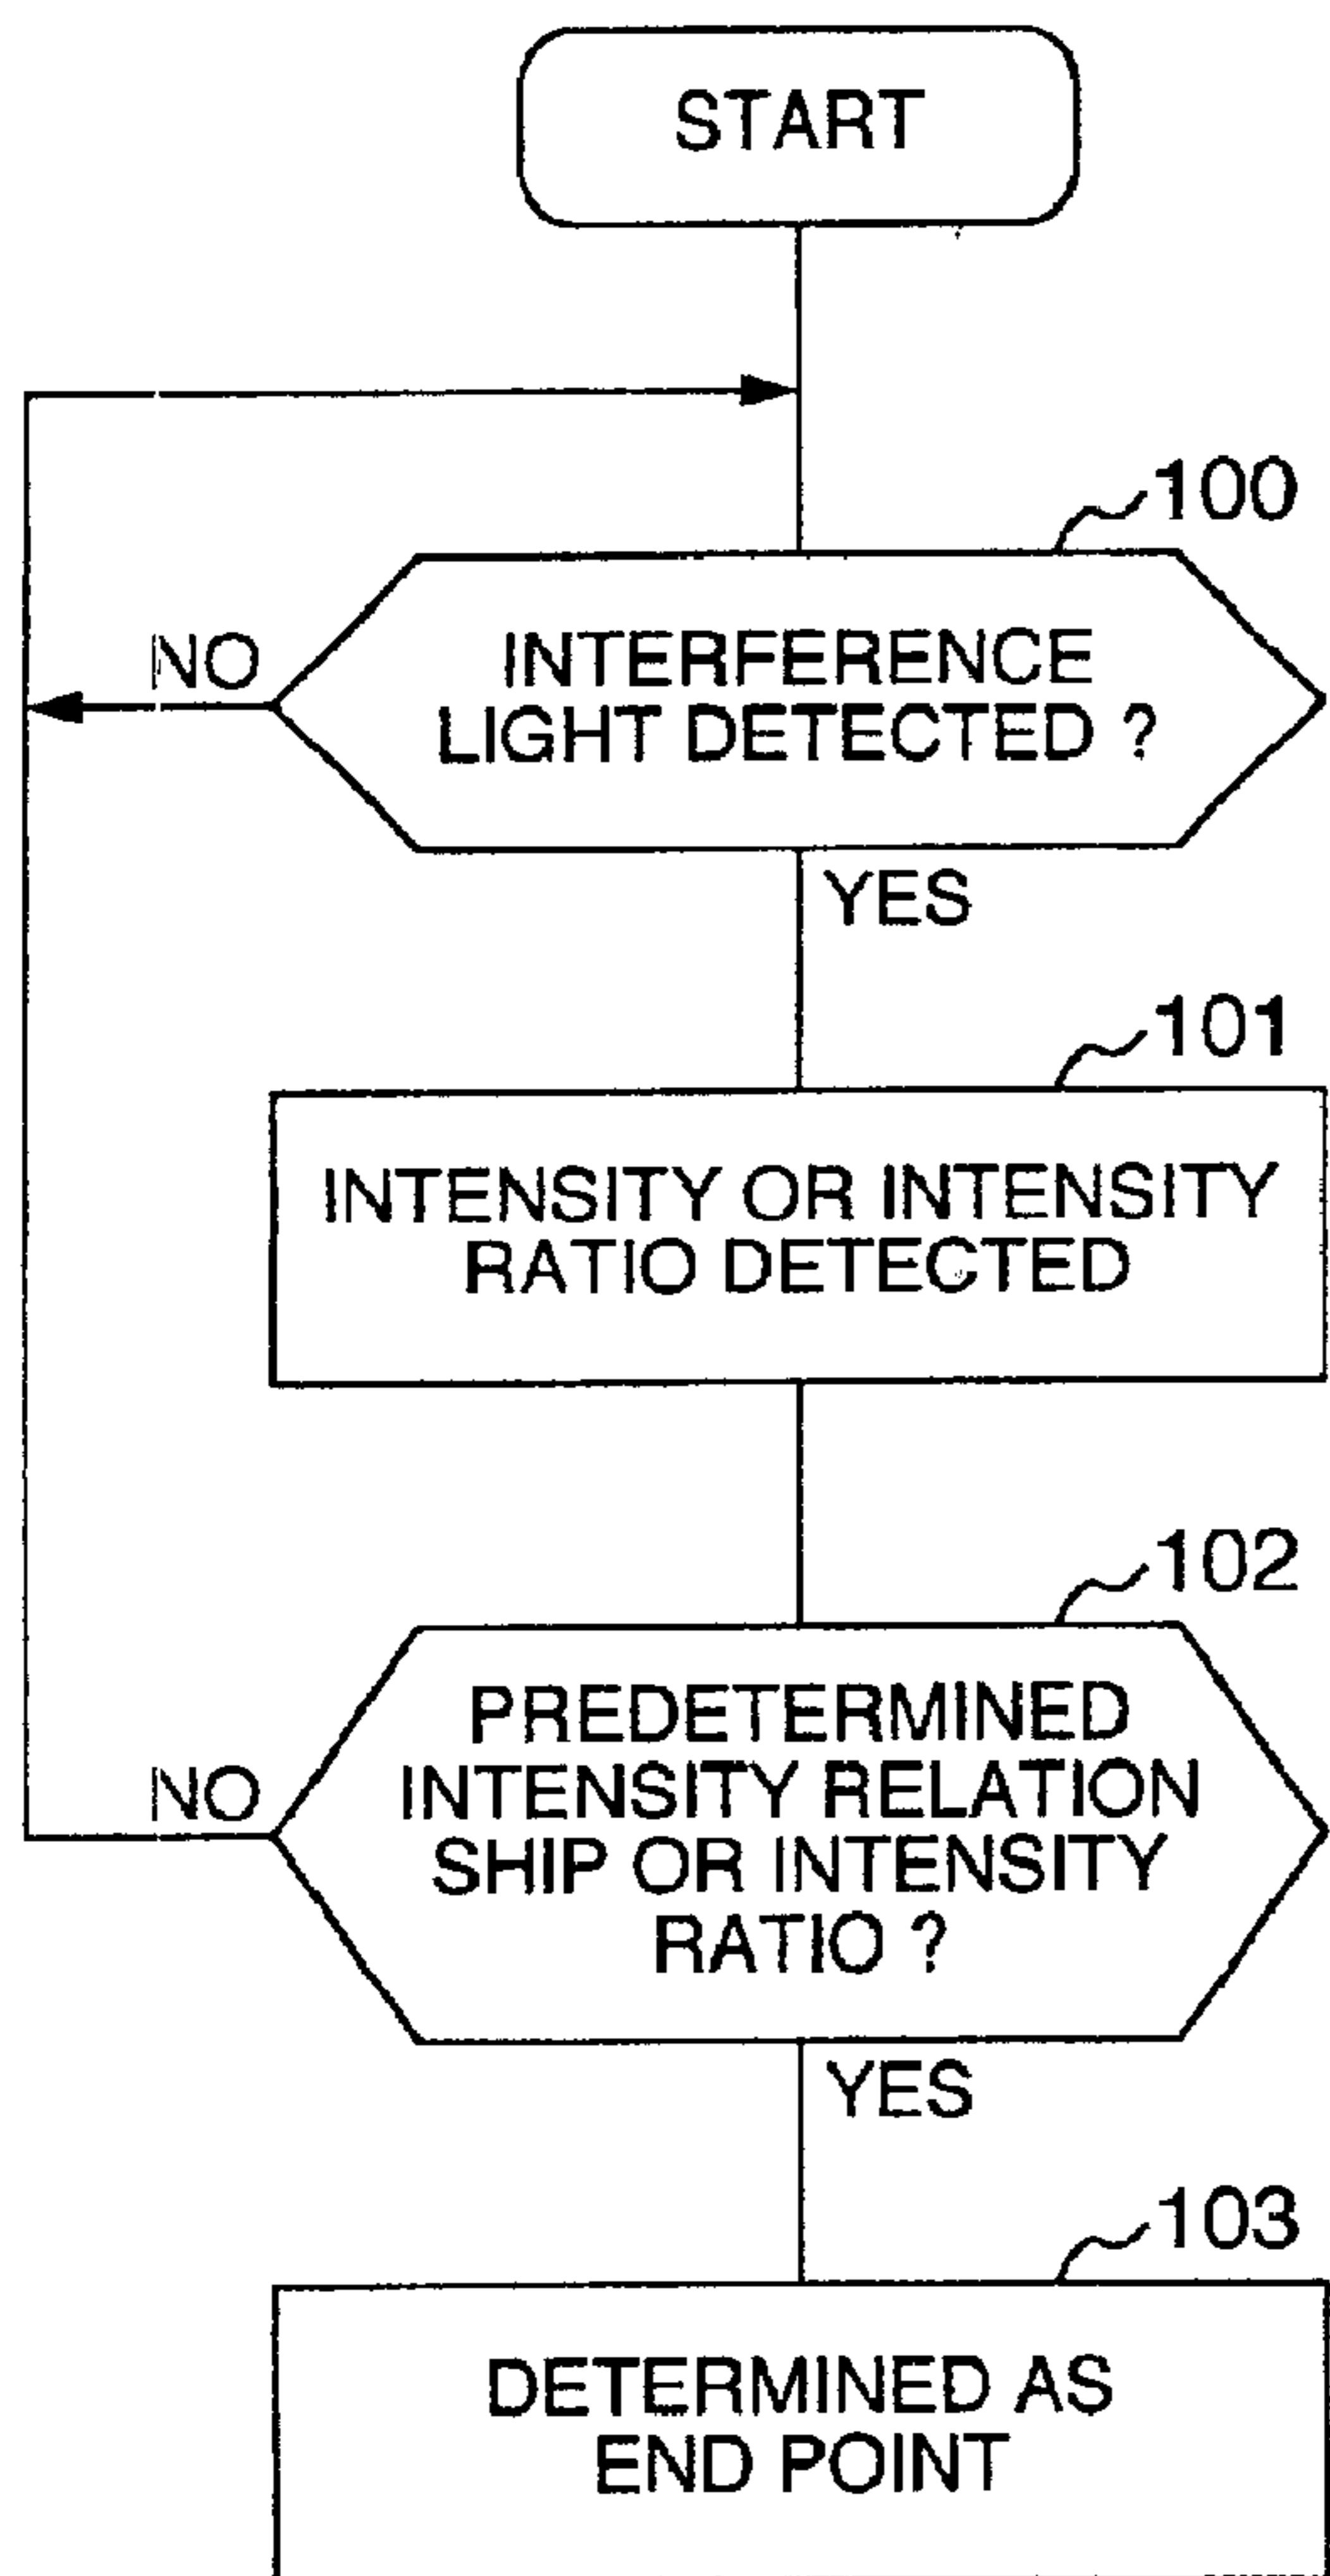 START
100
NO
INTERFERENCE
LIGHT DETECTED ?
YES
101
INTENSITY OR INTENSITY
RATIO DETECTED
102
NO
PREDETERMINED
INTENSITY RELATION
SHIP OR INTENSITY
RATIO ?
YES
103
DETERMINED AS
END POINT